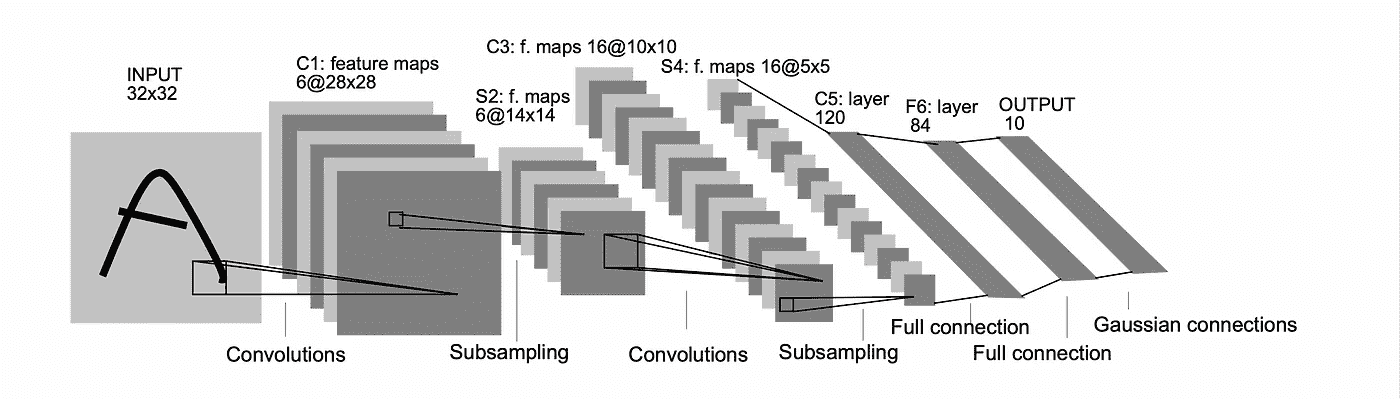 INPUT
32x32
C1: feature maps
6@28x28
S2: f. maps
6@14x14
C3: f. maps 16@10x10
S4: f. maps 16@5x5
C5: layer
120
F6: layer
84
OUTPUT
10
Convolutions
Subsampling
Convolutions
Subsampling
Full connection
Full connection
Gaussian connections